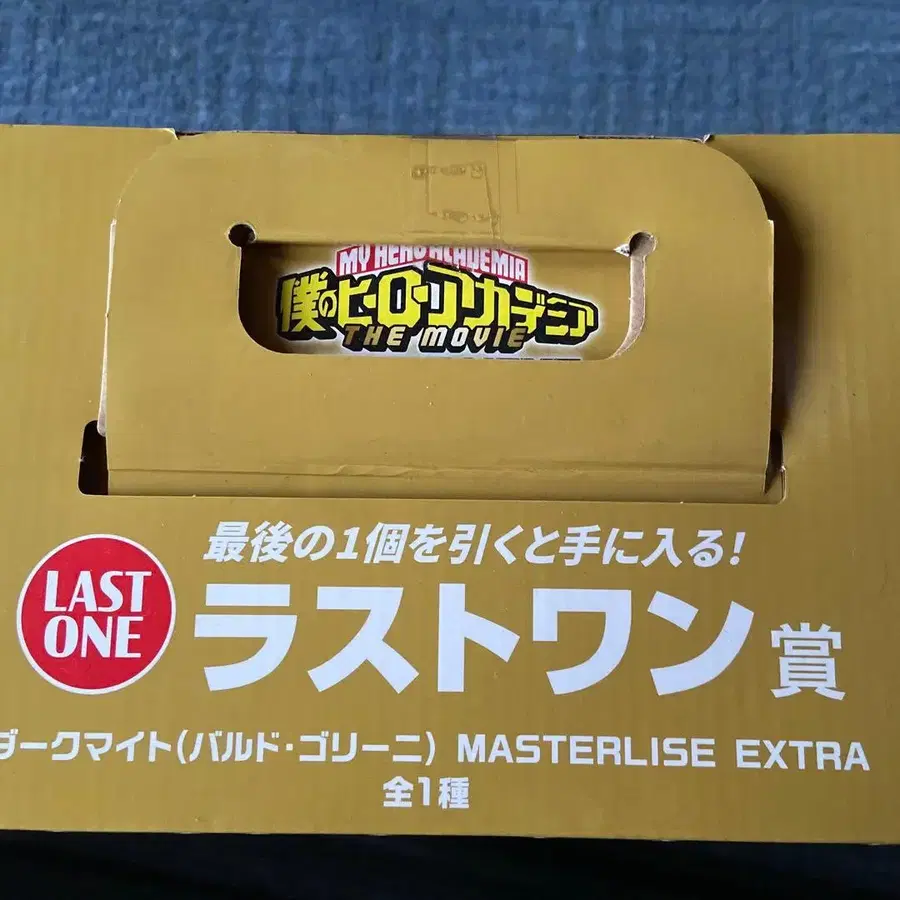 MY HERO ACADEMIA
僕のヒーローアカデミア
THE MOVIE
最後の1個を引くと手に入る!
LAST
ONE
ラストワン賞
ダークマイト(バルド・ゴリーニ) MASTERLISE EXTRA
全1種